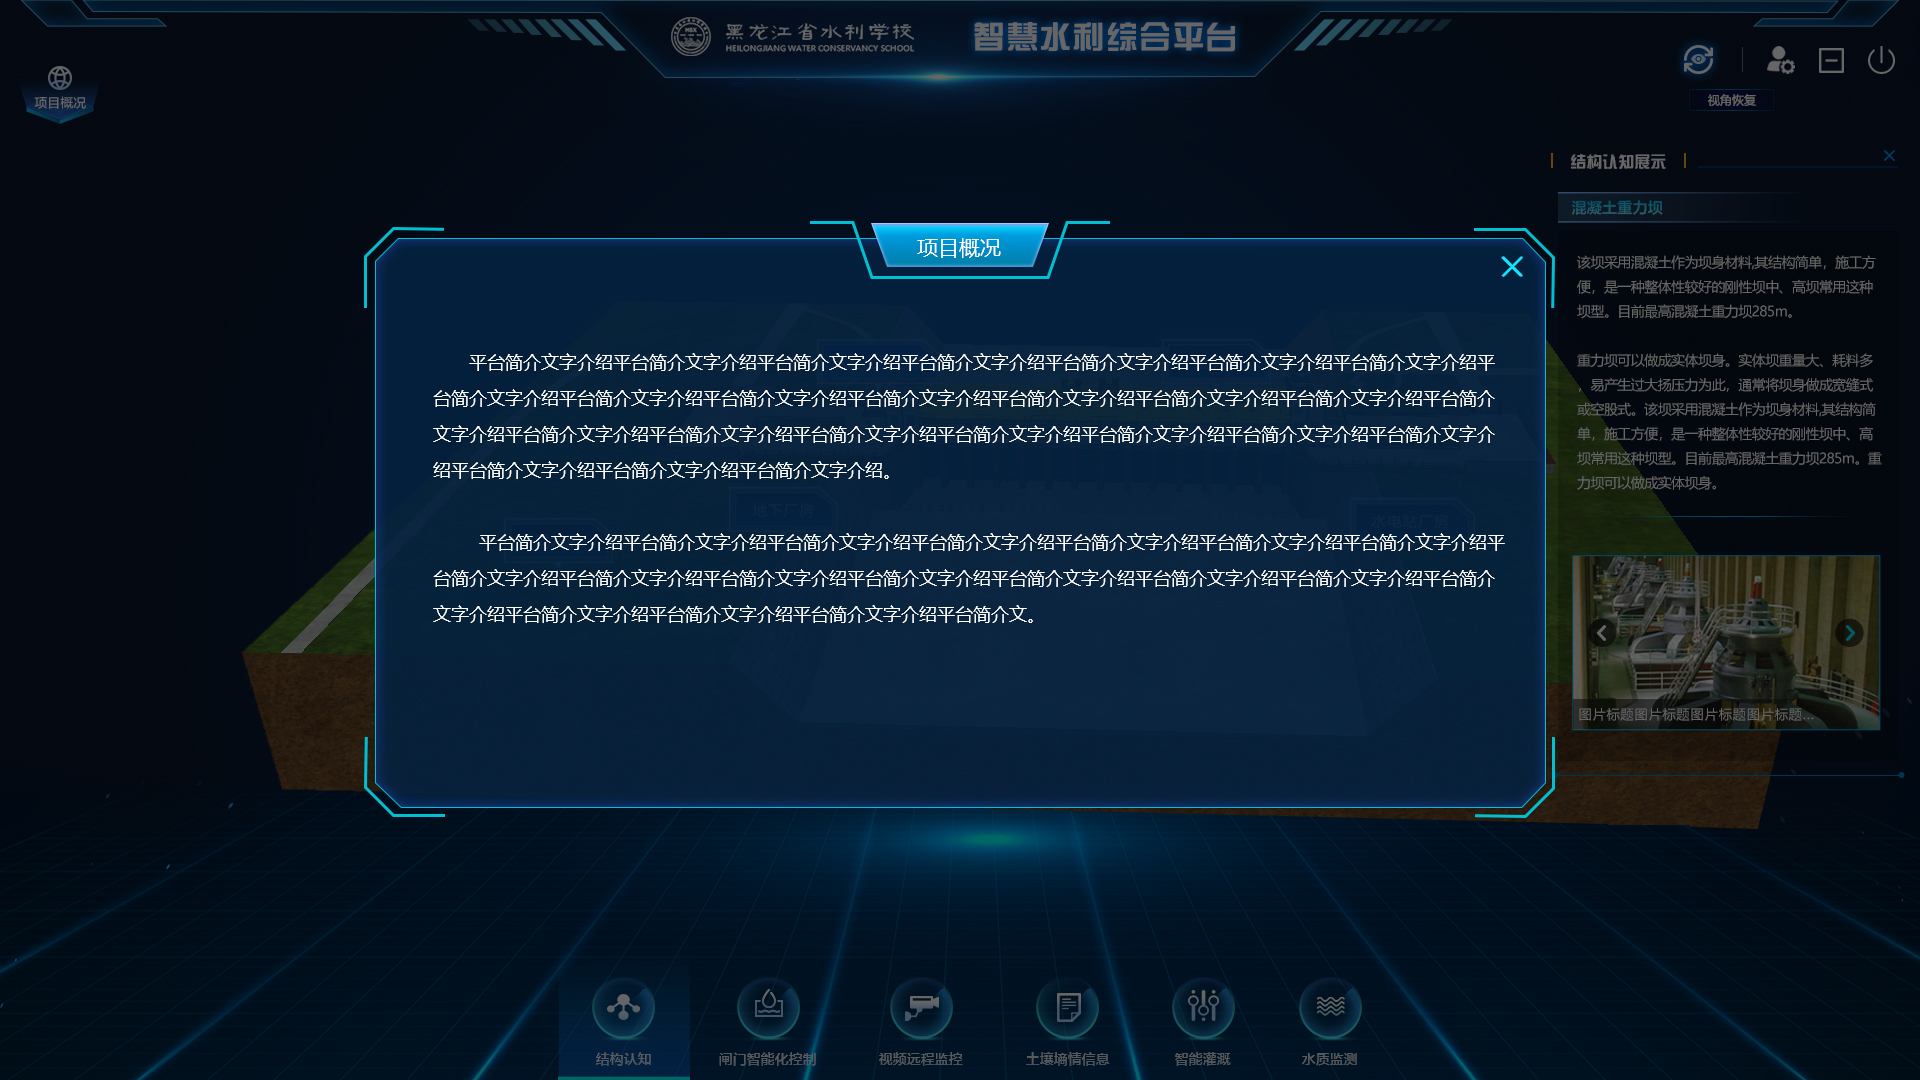 黑龙江省水利学校
HEILONGJIANG WATER CONSERVANCY SCHOOL
智慧水利综合平台
项目概况
视角恢复
结构认知展示
混凝土重力坝
该坝采用混凝土作为坝身材料,其结构简单，施工方
便，是一种整体性较好的刚性坝中、高坝常用这种
坝型。目前最高混凝土重力坝285m。
重力坝可以做成实体坝身。实体坝重量大、耗料多
，易产生过大扬压力为此，通常将坝身做成宽缝式
或空股式。该坝采用混凝土作为坝身材料,其结构简
单，施工方便，是一种整体性较好的刚性坝中、高
坝常用这种坝型。目前最高混凝土重力坝285m。重
力坝可以做成实体坝身。
图片标题图片标题图片标题图片标题...
项目概况
平台简介文字介绍平台简介文字介绍平台简介文字介绍平台简介文字介绍平台简介文字介绍平台简介文字介绍平台简介文字介绍平
台简介文字介绍平台简介文字介绍平台简介文字介绍平台简介文字介绍平台简介文字介绍平台简介文字介绍平台简介文字介绍平台简介
文字介绍平台简介文字介绍平台简介文字介绍平台简介文字介绍平台简介文字介绍平台简介文字介绍平台简介文字介绍平台简介文字介
绍平台简介文字介绍平台简介文字介绍平台简介文字介绍。
平台简介文字介绍平台简介文字介绍平台简介文字介绍平台简介文字介绍平台简介文字介绍平台简介文字介绍平台简介文字介绍平
台简介文字介绍平台简介文字介绍平台简介文字介绍平台简介文字介绍平台简介文字介绍平台简介文字介绍平台简介文字介绍平台简介
文字介绍平台简介文字介绍平台简介文字介绍平台简介文字介绍平台简介文。
地下厂房
水电站厂房
结构认知
闸门智能化控制
视频远程监控
土壤墒情信息
智能灌溉
水质监测